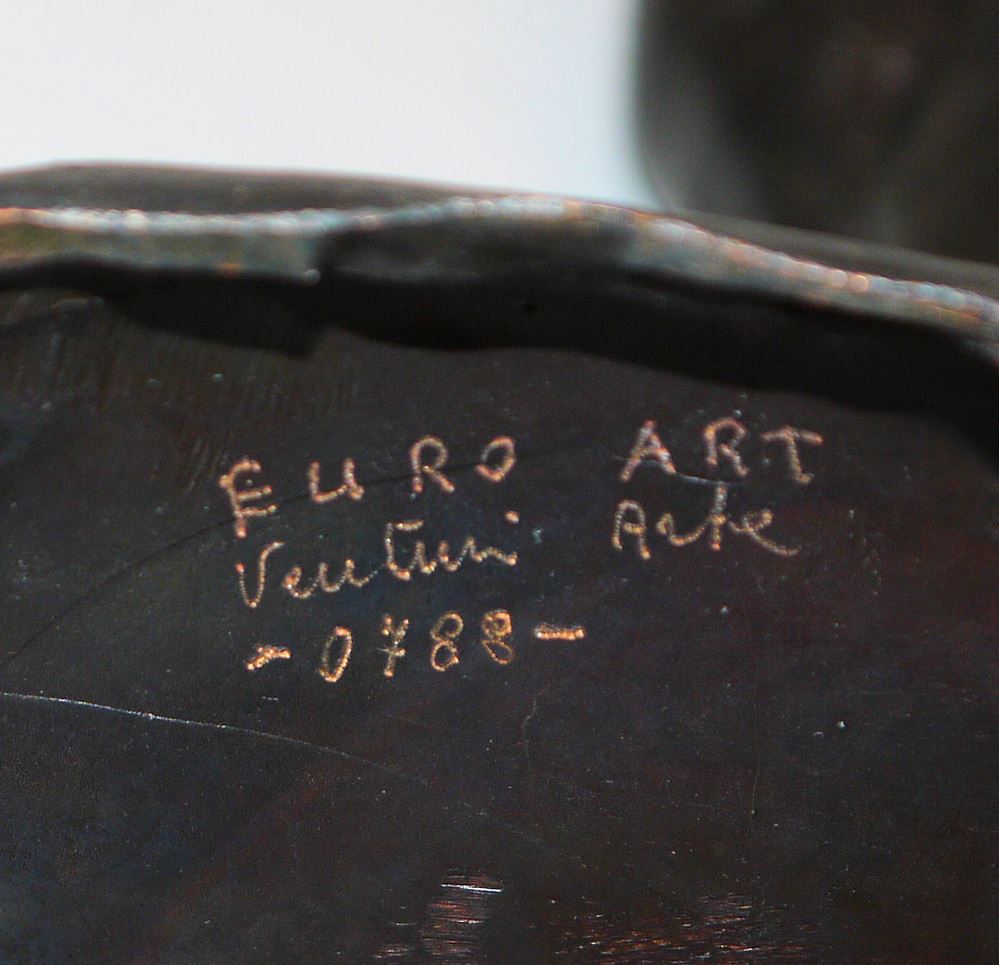 EURO ART
Venturi Arte
- 0788 -